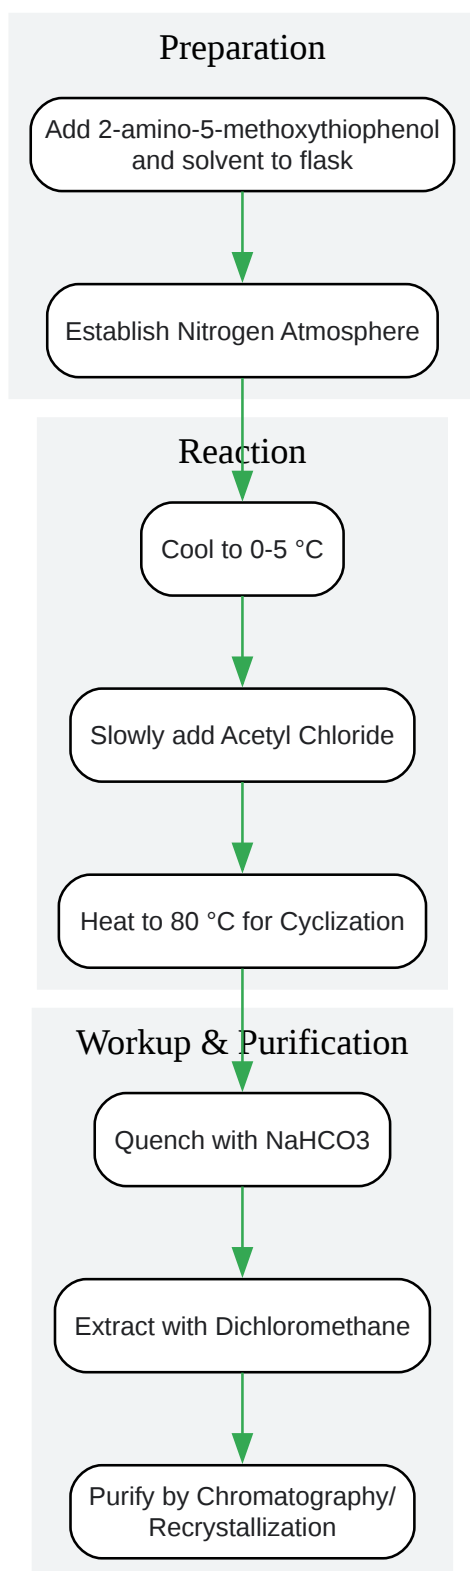 Preparation
Add 2-amino-5-methoxythiophenol
and solvent to flask
Establish Nitrogen Atmosphere
Reaction
Cool to 0-5 °C
Slowly add Acetyl Chloride
Heat to 80 °C for Cyclization
Workup & Purification
Quench with NaHCO3
Extract with Dichloromethane
Purify by Chromatography/
Recrystallization